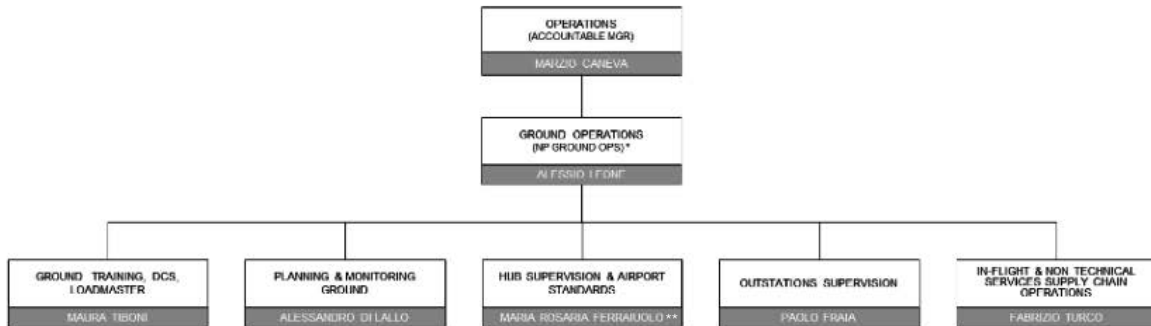 OPERATIONS
(ACCOUNTABLE MGR)
MARZIO CANEVA
GROUND OPERATIONS
(NP GROUND OPS)*
ALESSIO LEONE
GROUND TRAINING, DCS,
LOADMASTER
MAURA TIBONI
PLANNING & MONITORING
GROUND
ALESSANDRO DI LALLO
HUB SUPERVISION & AIRPORT
STANDARDS
MARIA ROSARIA FERRAIUOLO**
OUTSTATIONS SUPERVISION
PAOLO FRAIA
IN-FLIGHT & NON TECHNICAL
SERVICES SUPPLY CHAIN
OPERATIONS
FABRIZIO TURCO